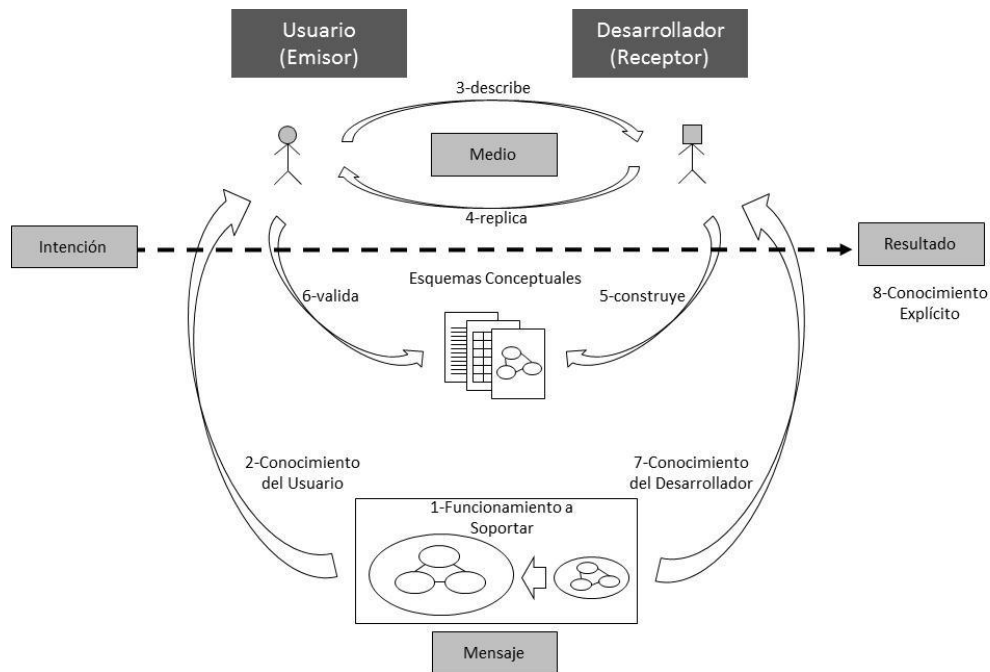 Usuario
(Emisor)
Desarrollador
(Receptor)
3-describe
Medio
4-replica
Intención
Resultado
Esquemas Conceptuales
6-valida
5-construye
8-Conocimiento
Explícito
2-Conocimiento
del Usuario
7-Conocimiento
del Desarrollador
1-Funcionamiento a
Soportar
Mensaje